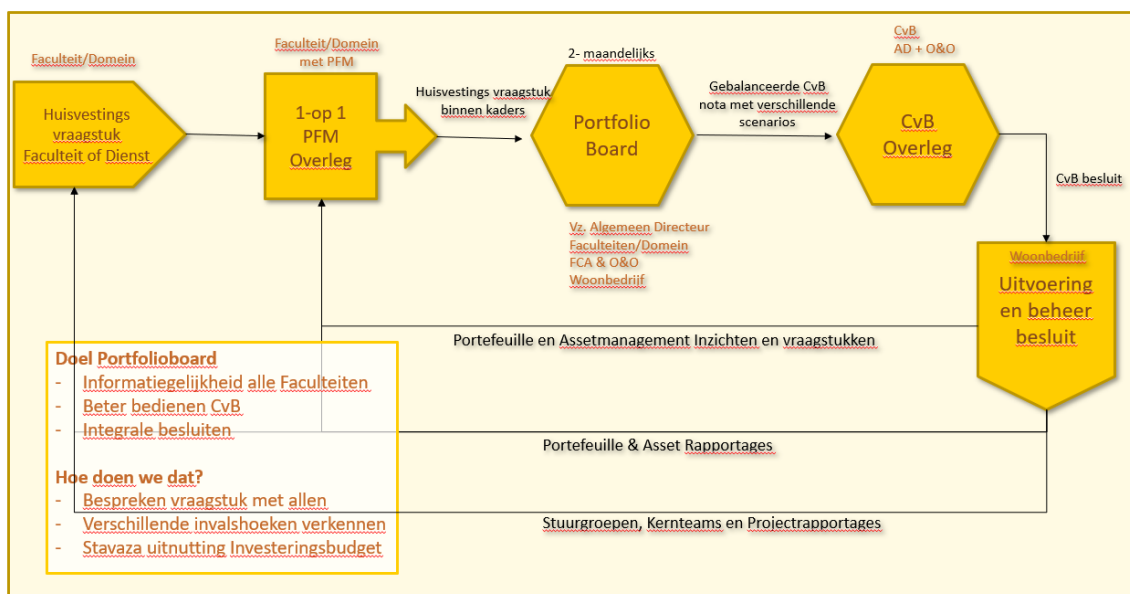 Faculteit/Domein
Huisvestings
vraagstuk
Faculteit of Dienst
Faculteit/Domein
met PFM
1-op 1
PFM
Overleg
Huisvestings vraagstuk
binnen kaders
2- maandelijks
Portfolio
Board
Vz. Algemeen Directeur
Faculteiten/Domein
FCA & O&O
Woonbedrijf
Gebalanceerde CvB
nota met verschillende
scenarios
CvB
AD + O&O
CvB
Overleg
CvB besluit
Woonbedrijf
Uitvoering
en beheer
besluit
Portefeuille en Assetmanagement Inzichten en vraagstukken
Portefeuille & Asset Rapportages
Stuurgroepen, Kernteams en Projectrapportages
Doel Portfolioboard
- Informatiegelijkheid alle Faculteiten
- Beter bedienen CvB
- Integrale besluiten
Hoe doen we dat?
- Bespreken vraagstuk met allen
- Verschillende invalshoeken verkennen
- Stavaza uitnutting Investeringsbudget